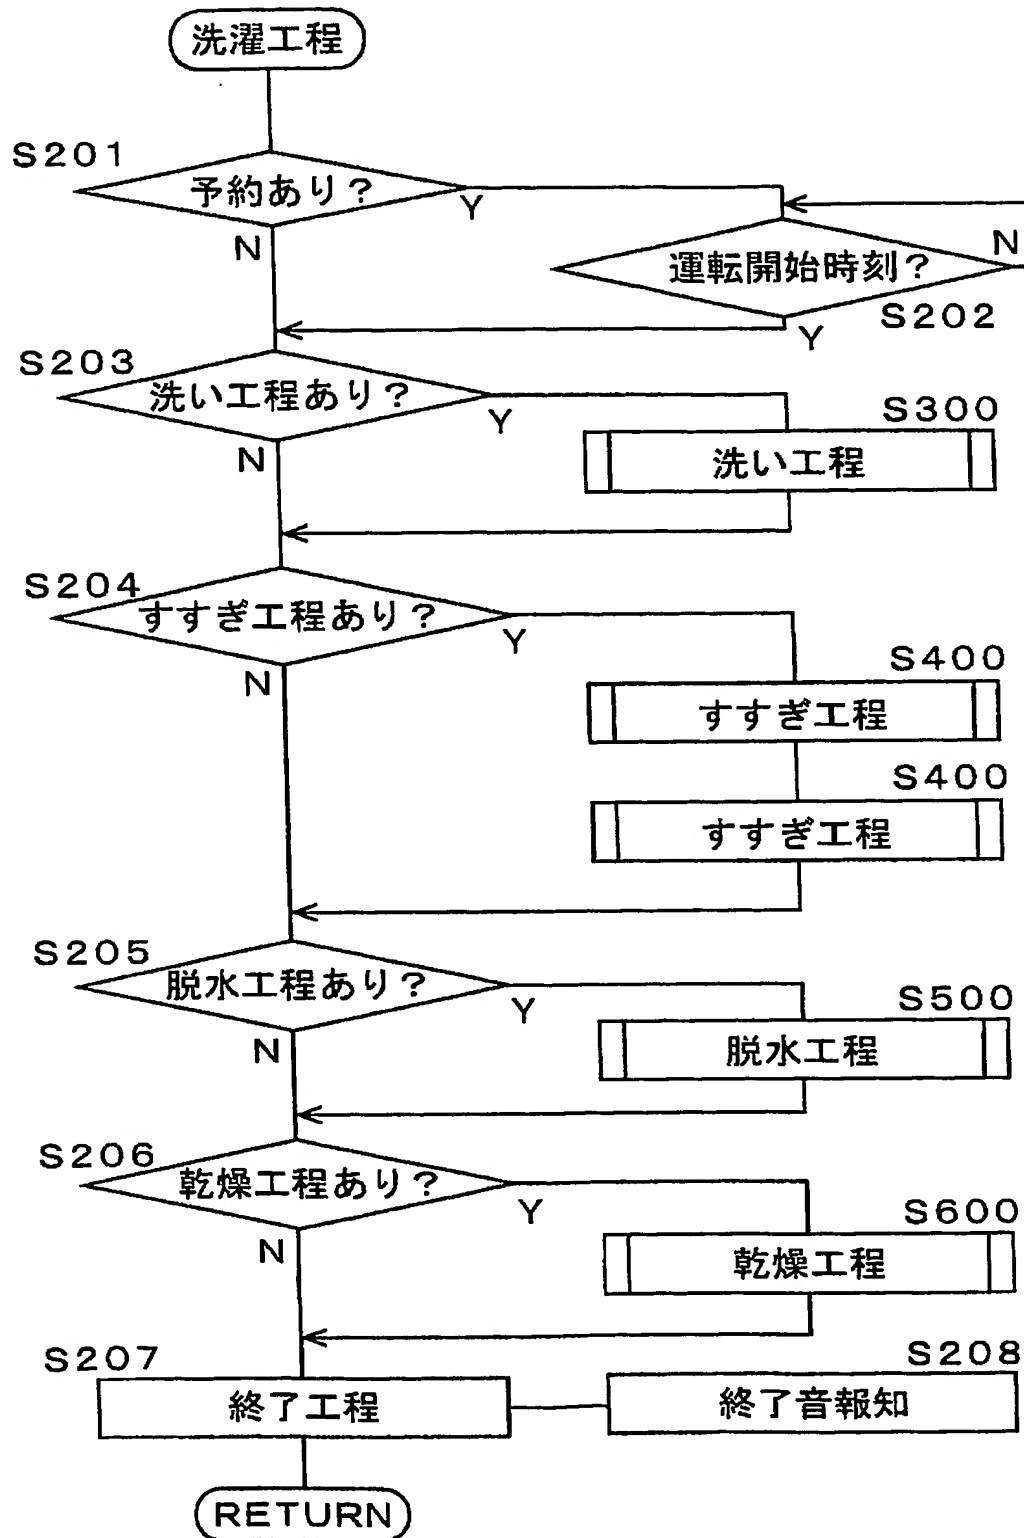 洗濯工程
S201
予約あり？
Y
N
運転開始時刻？
N
S202
Y
S203
洗い工程あり？
Y
N
S300
洗い工程
S204
すすぎ工程あり？
Y
N
S400
すすぎ工程
S400
すすぎ工程
S205
脱水工程あり？
Y
N
S500
脱水工程
S206
乾燥工程あり？
Y
N
S600
乾燥工程
S207
終了工程
S208
終了音報知
RETURN